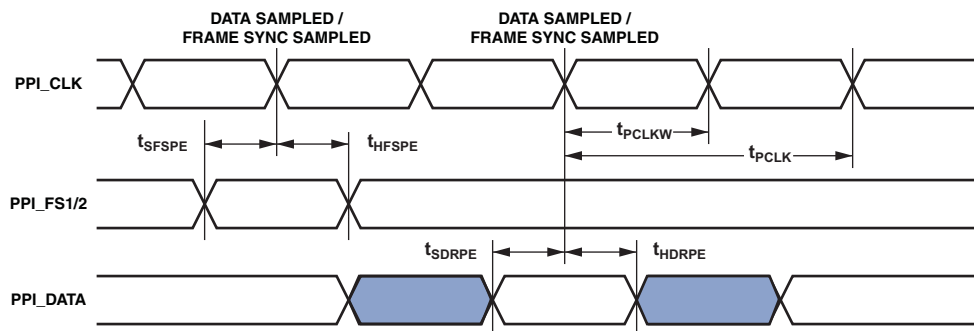 DATA SAMPLED /
FRAME SYNC SAMPLED
DATA SAMPLED /
FRAME SYNC SAMPLED
PPI_CLK
tSFSPE
tHFSPE
tPCLKW
tPCLK
PPI_FS1/2
tSDRPE
tHDRPE
PPI_DATA